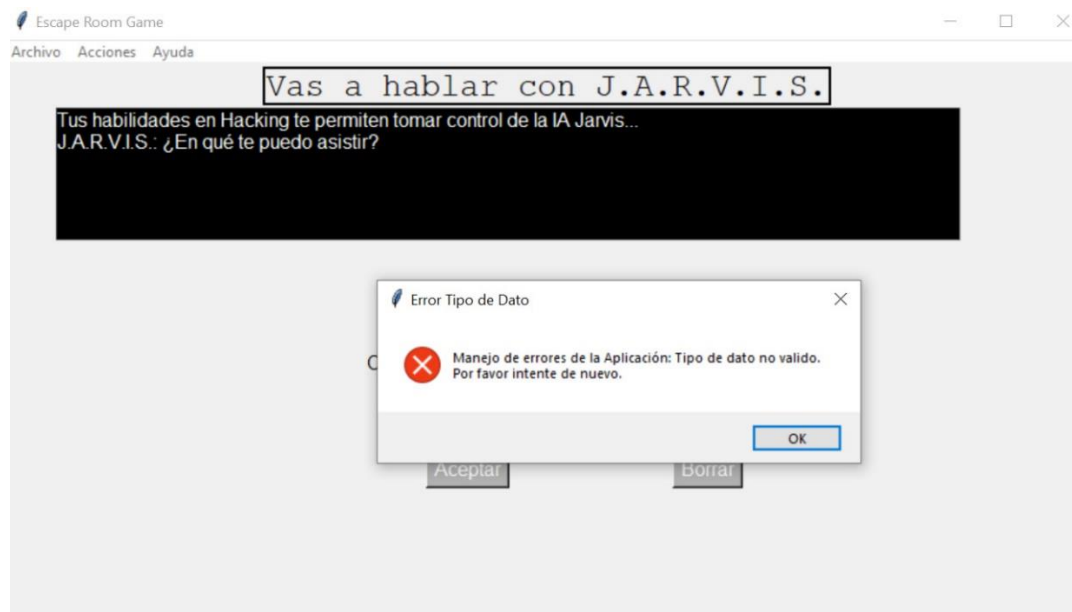 Escape Room Game
Archivo Acciones Ayuda
Vas a hablar con J.A.R.V.I.S.
Tus habilidades en Hacking te permiten tomar control de la IA Jarvis...
J.A.R.V.I.S.: ¿En qué te puedo asistir?
Error Tipo de Dato
Manejo de errores de la Aplicación: Tipo de dato no valido.
Por favor intente de nuevo.
OK
Aceptar Borrar